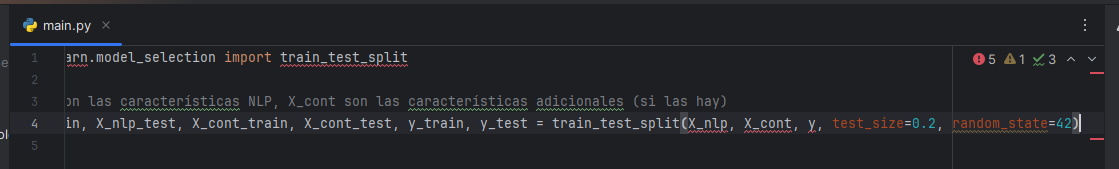 main.py
5 1 3
1 arn.model_selection import train_test_split
2
3 on las características NLP, X_cont son las características adicionales (si las hay)
4 in, X_nlp_test, X_cont_train, X_cont_test, y_train, y_test = train_test_split(X_nlp, X_cont, y, test_size=0.2, random_state=42)
5